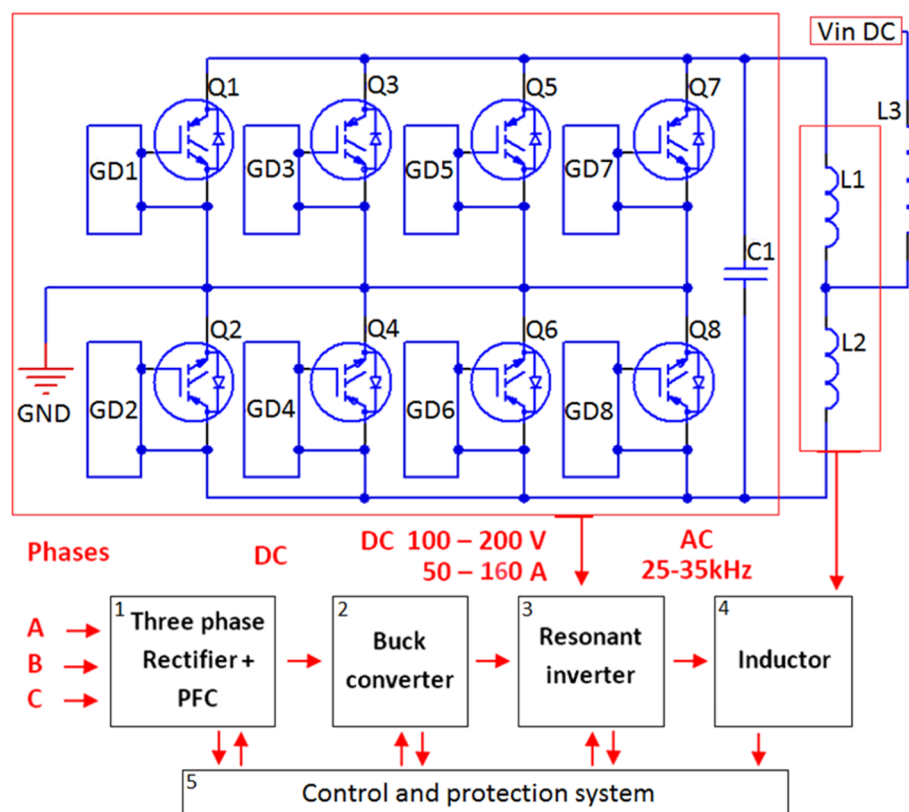 Vin DC
Q1 Q3 Q5 Q7
L3
GD1 GD3 GD5 GD7
L1
C1
Q2 Q4 Q6 Q8
L2
GND
GD2 GD4 GD6 GD8
Phases
DC
DC 100 – 200 V
50 – 160 A
AC
25-35kHz
A
B
C
1
Three phase
Rectifier +
PFC
2
Buck
converter
3
Resonant
inverter
4
Inductor
5
Control and protection system